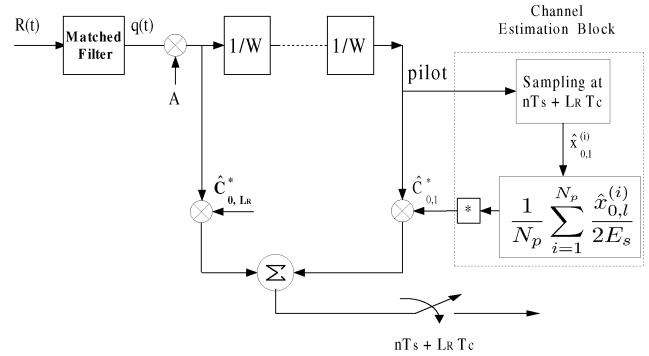 Channel
Estimation Block
R(t)
Matched
Filter
q(t)
A
1/W
1/W
pilot
Sampling at
nTs + LR Tc
x̂ 0,1 (i)
Ĉ* 0, LR
Ĉ* 0,1
*
1/Np ∑ i=1 Np x̂ 0,l (i) / 2Es
Σ
nTs + LR Tc